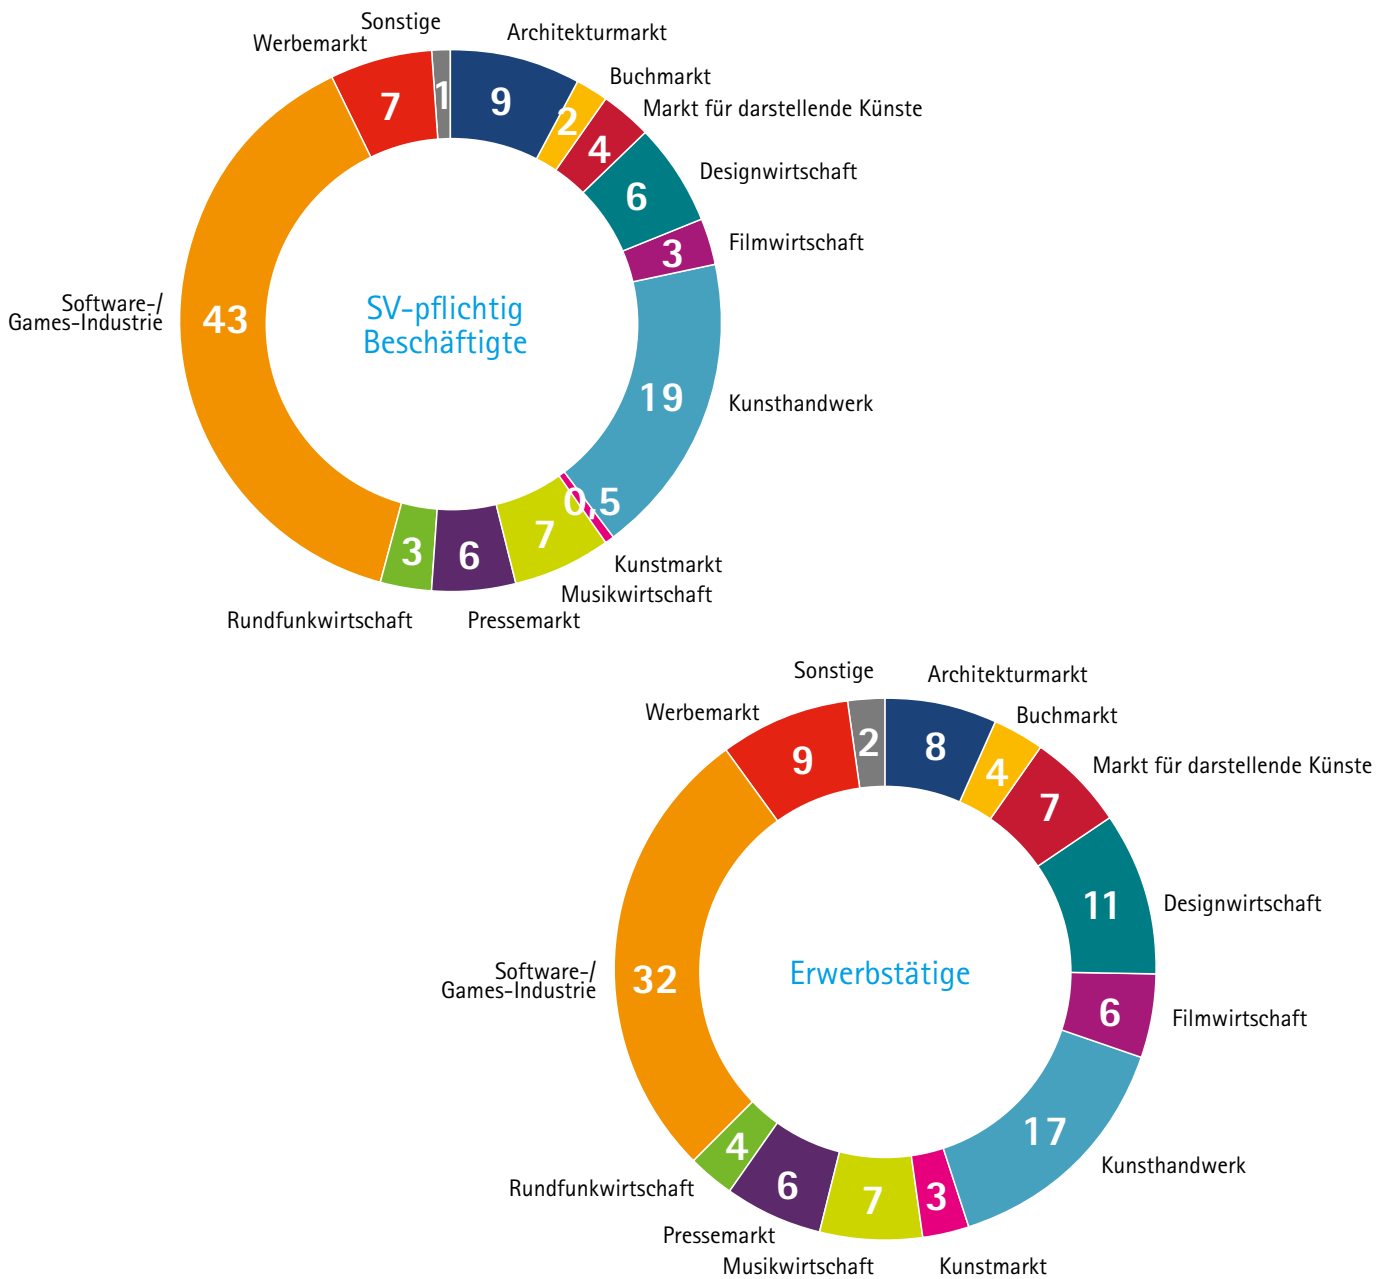 Sonstige
Architekturmarkt
Werbemarkt
Buchmarkt
Markt für darstellende Künste
Designwirtschaft
Filmwirtschaft
Software-/
Games-Industrie
Kunsthandwerk
Kunstmarkt
Musikwirtschaft
Rundfunkwirtschaft
Pressemarkt
1
9
7
2
4
6
3
43
19
0,5
7
3
6
SV-pflichtig
Beschäftigte
Sonstige
Architekturmarkt
Werbemarkt
Buchmarkt
Markt für darstellende Künste
Designwirtschaft
Filmwirtschaft
Software-/
Games-Industrie
Kunsthandwerk
Rundfunkwirtschaft
Pressemarkt
Musikwirtschaft
Kunstmarkt
2
8
9
4
7
11
6
32
17
4
6
7
3
Erwerbstätige